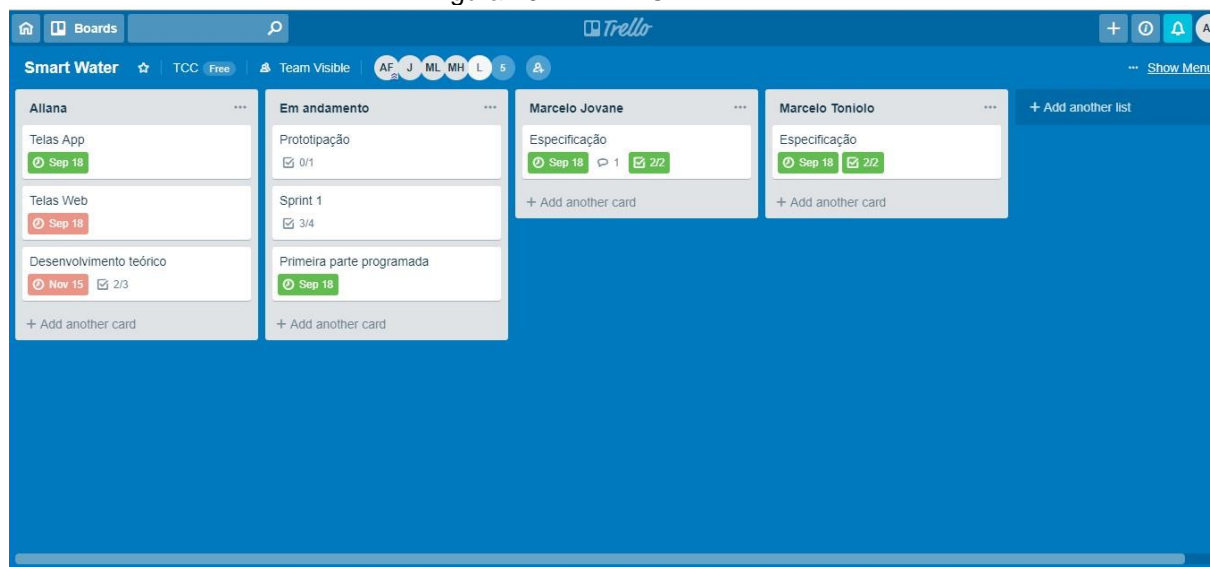 Boards
Trello
A
Smart Water
TCC Free
Team Visible
AF J ML MH L 5
... Show Menu
Allana ...
Telas App
Sep 18
Telas Web
Sep 18
Desenvolvimento teórico
Nov 15 2/3
+ Add another card
Em andamento ...
Prototipação
0/1
Sprint 1
3/4
Primeira parte programada
Sep 18
+ Add another card
Marcelo Jovane ...
Especificação
Sep 18 1 2/2
+ Add another card
Marcelo Toniolo ...
Especificação
Sep 18 2/2
+ Add another card
+ Add another list